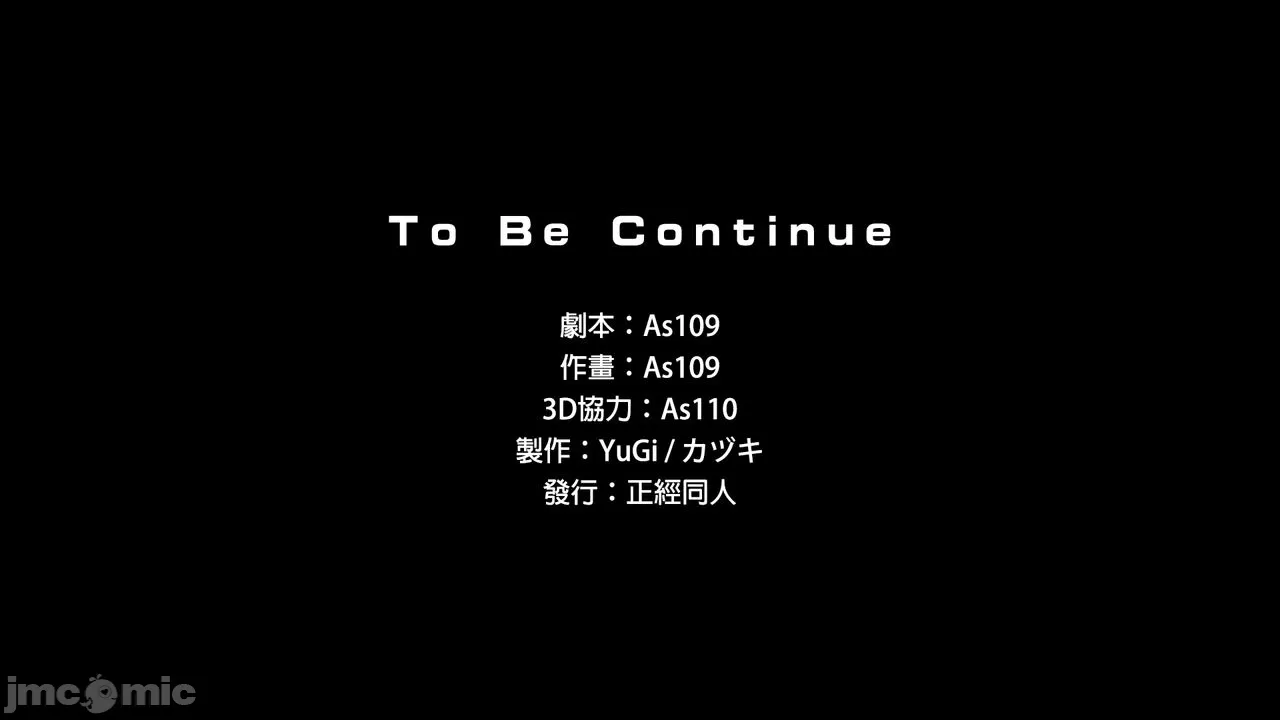 To Be Continue
劇本：As109
作畫：As109
3D協力：As110
製作：YuGi / カヅキ
發行：正經同人
jmcomic